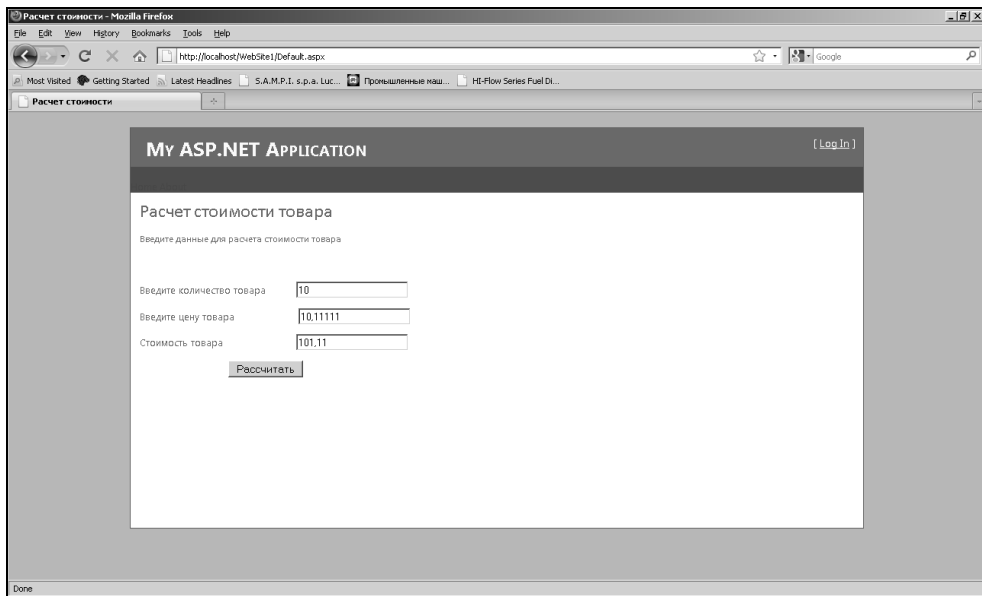 Расчет стоимости - Mozilla Firefox
File Edit View History Bookmarks Tools Help
http://localhost/WebSite1/Default.aspx
Google
Most Visited Getting Started Latest Headlines S.A.M.P.I. s.p.a. Luc... Промышленные маш... HI-Flow Series Fuel Di...
Расчет стоимости
MY ASP.NET APPLICATION
[ Log In ]
Расчет стоимости товара
Введите данные для расчета стоимости товара
Введите количество товара 10
Введите цену товара 10,11111
Стоимость товара 101,11
Рассчитать
Done